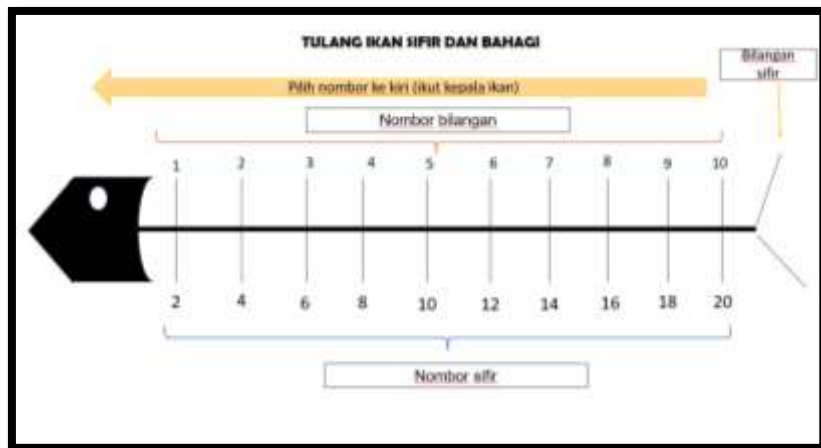 TULANG IKAN SIFIR DAN BAHAGI
Bilangan
sifir
Pilih nombor ke kiri (ikut kepala ikan)
Nombor bilangan
1 2 3 4 5 6 7 8 9 10
2 4 6 8 10 12 14 16 18 20
Nombor sifir